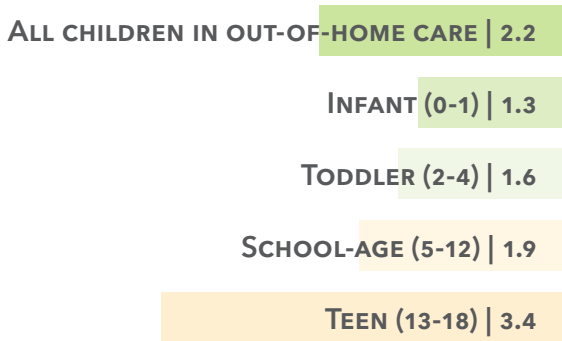 All children in out-of-home care | 2.2
Infant (0-1) | 1.3
Toddler (2-4) | 1.6
School-age (5-12) | 1.9
Teen (13-18) | 3.4